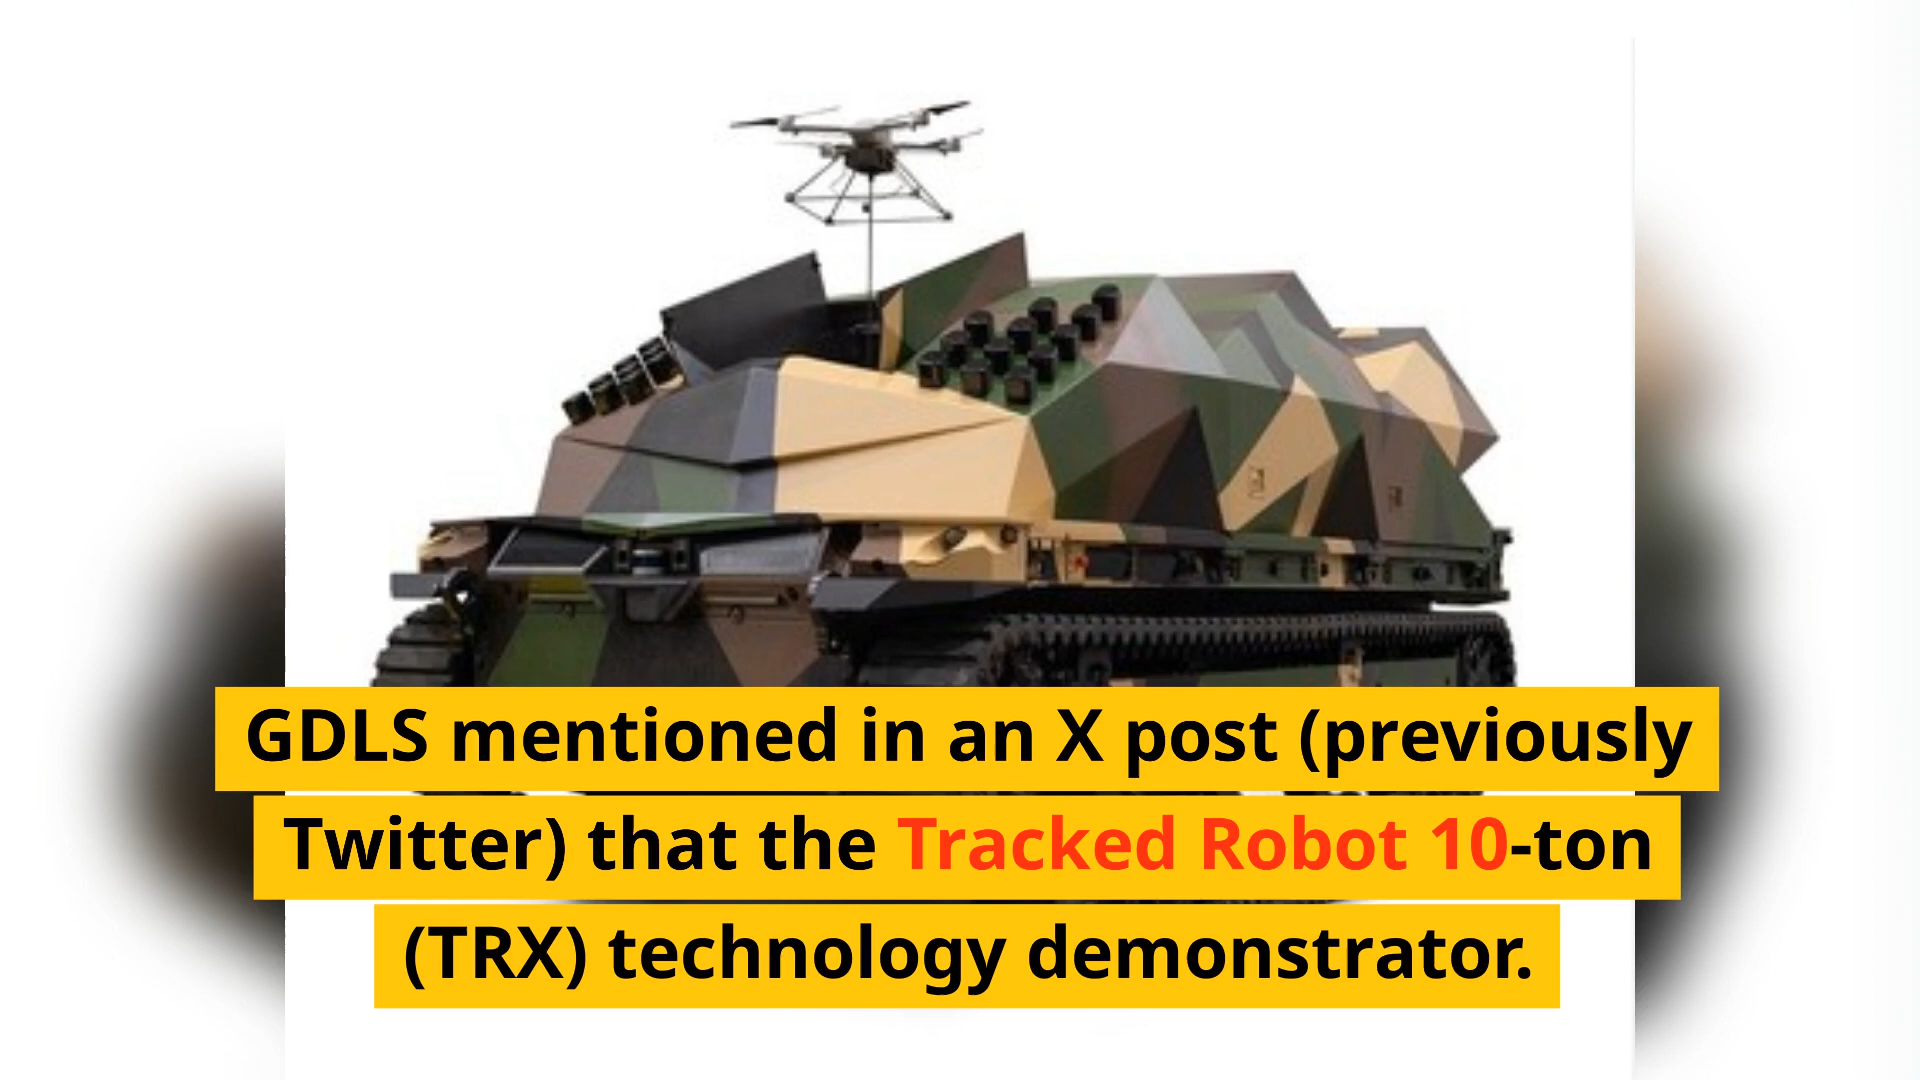 GDLS mentioned in an X post (previously
Twitter) that the Tracked Robot 10-ton
(TRX) technology demonstrator.